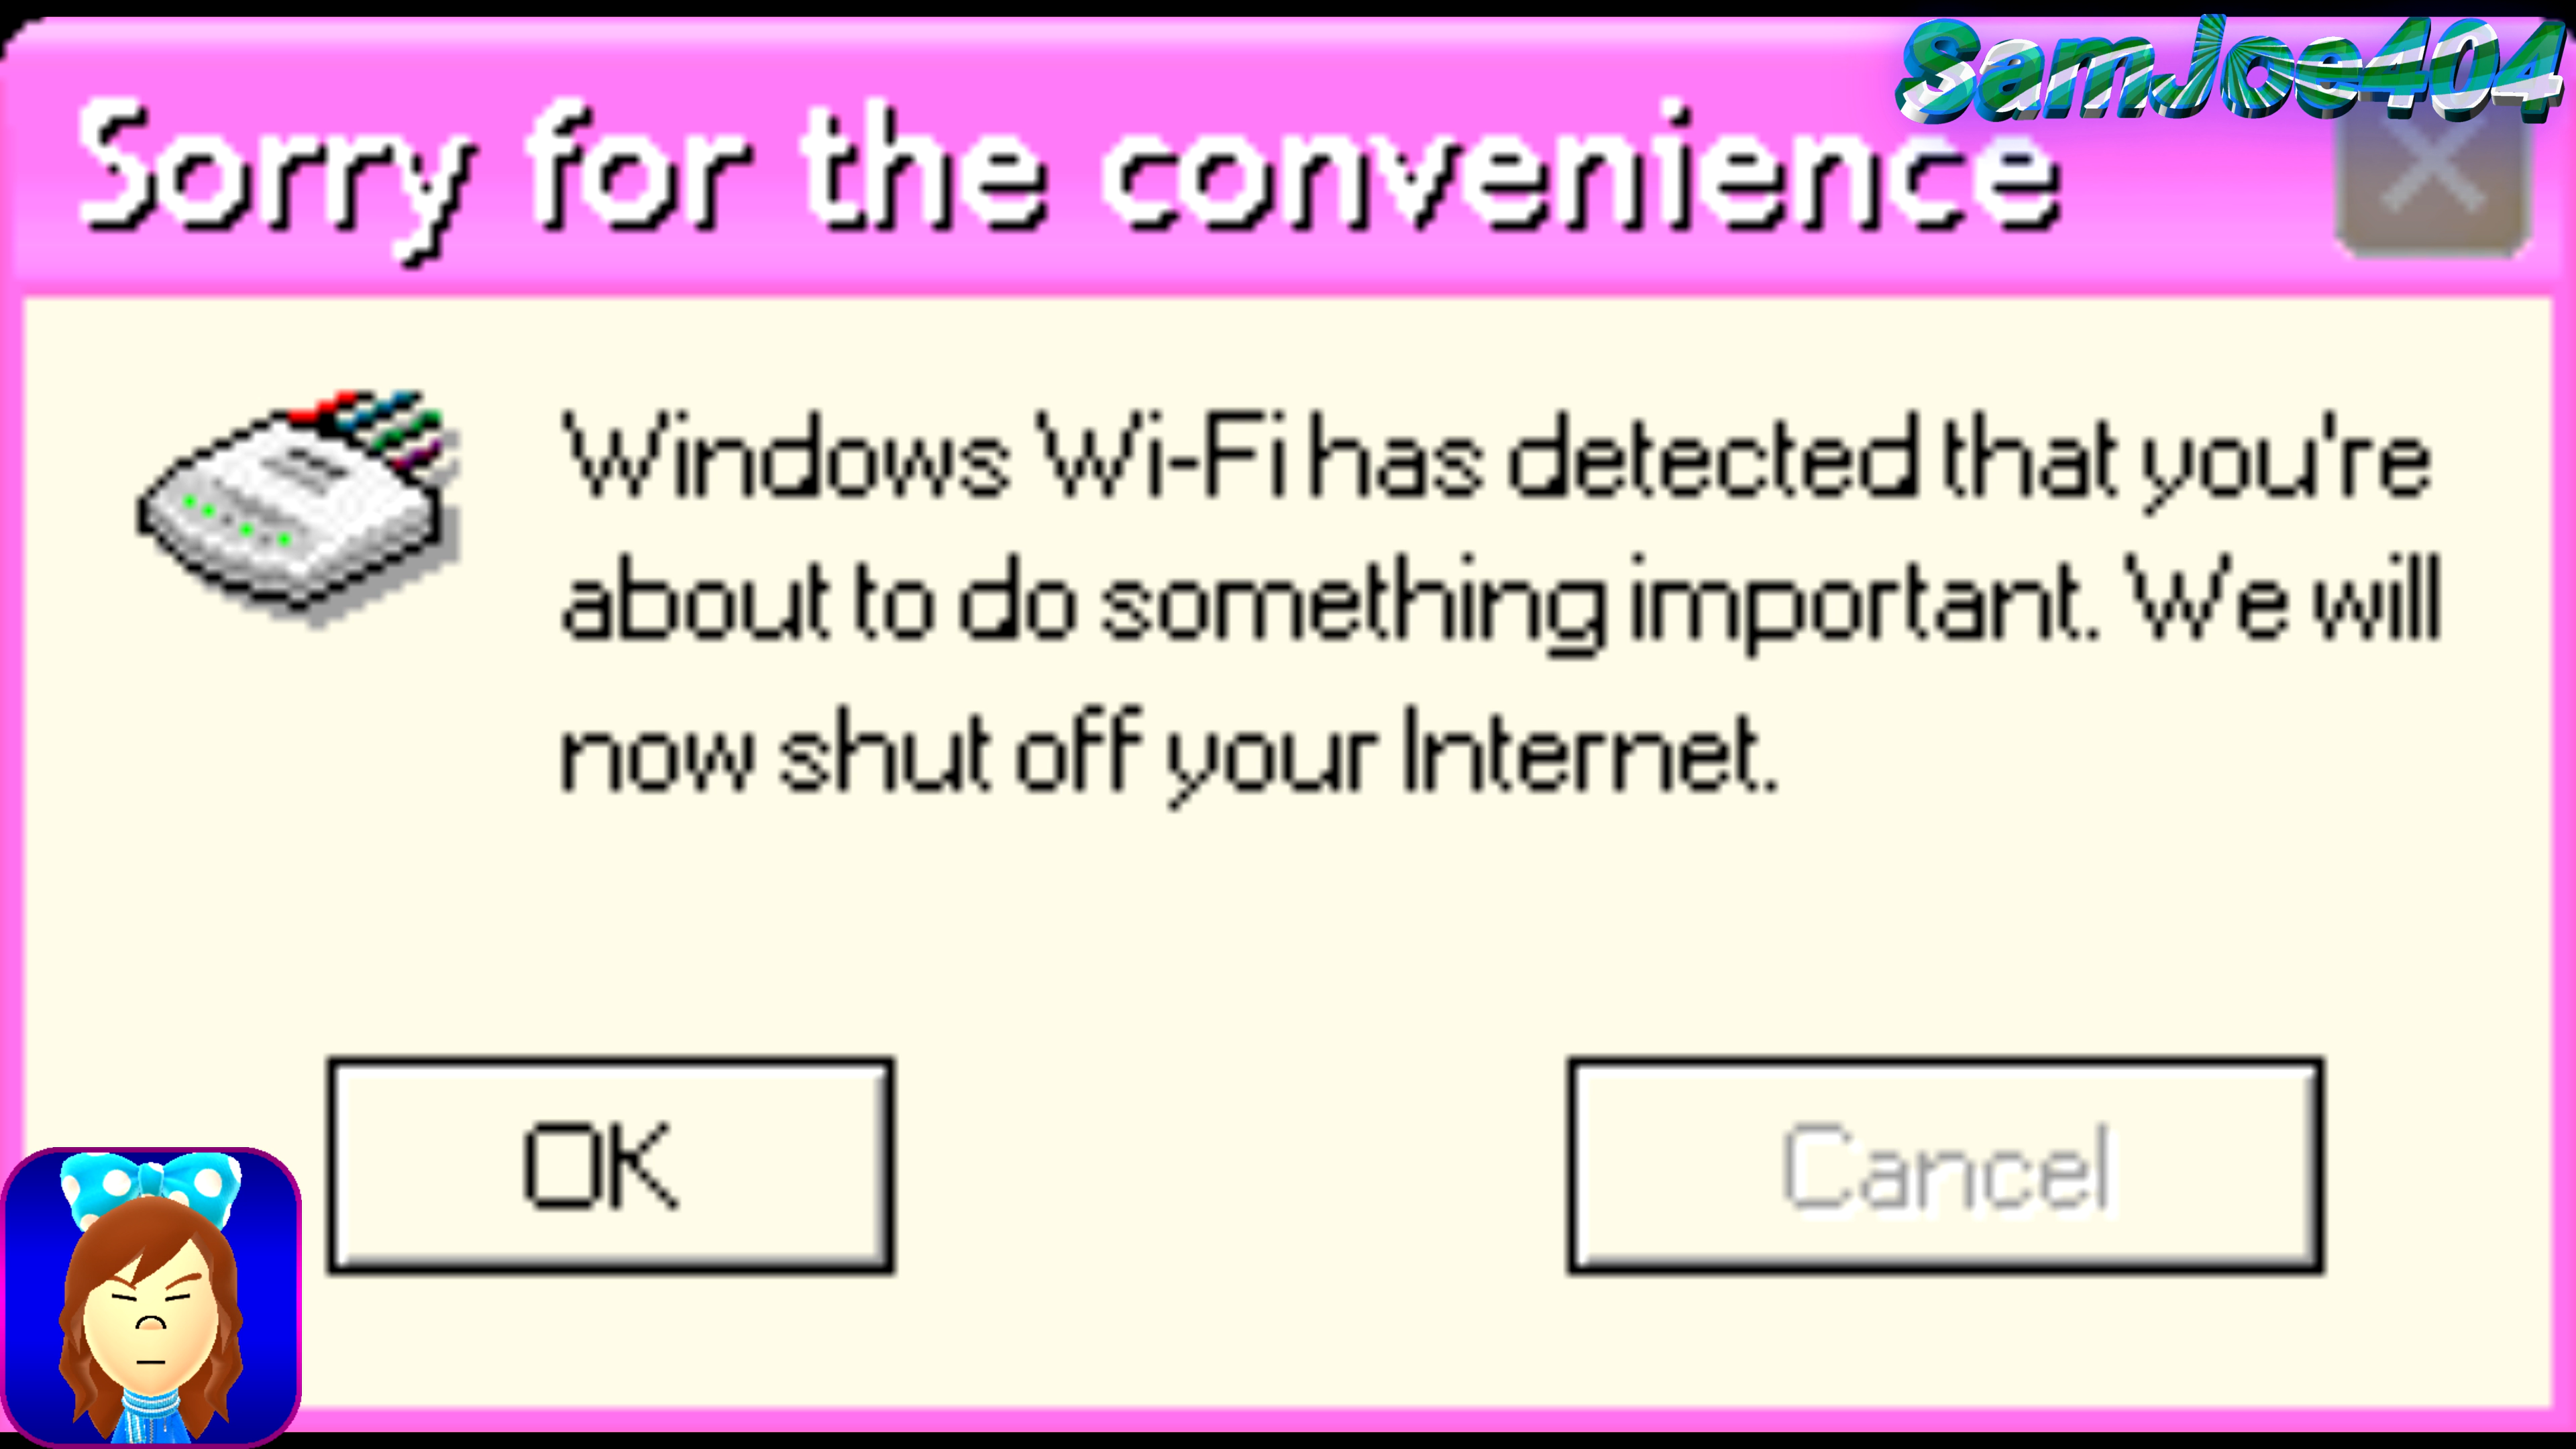 SamJoe404
Sorry for the convenience
Windows Wi-Fi has detected that you're
about to do something important. We will
now shut off your Internet.
OK
Cancel